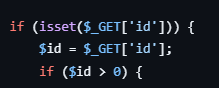 if (isset($_GET['id'])) {
$id = $_GET['id'];
if ($id > 0) {